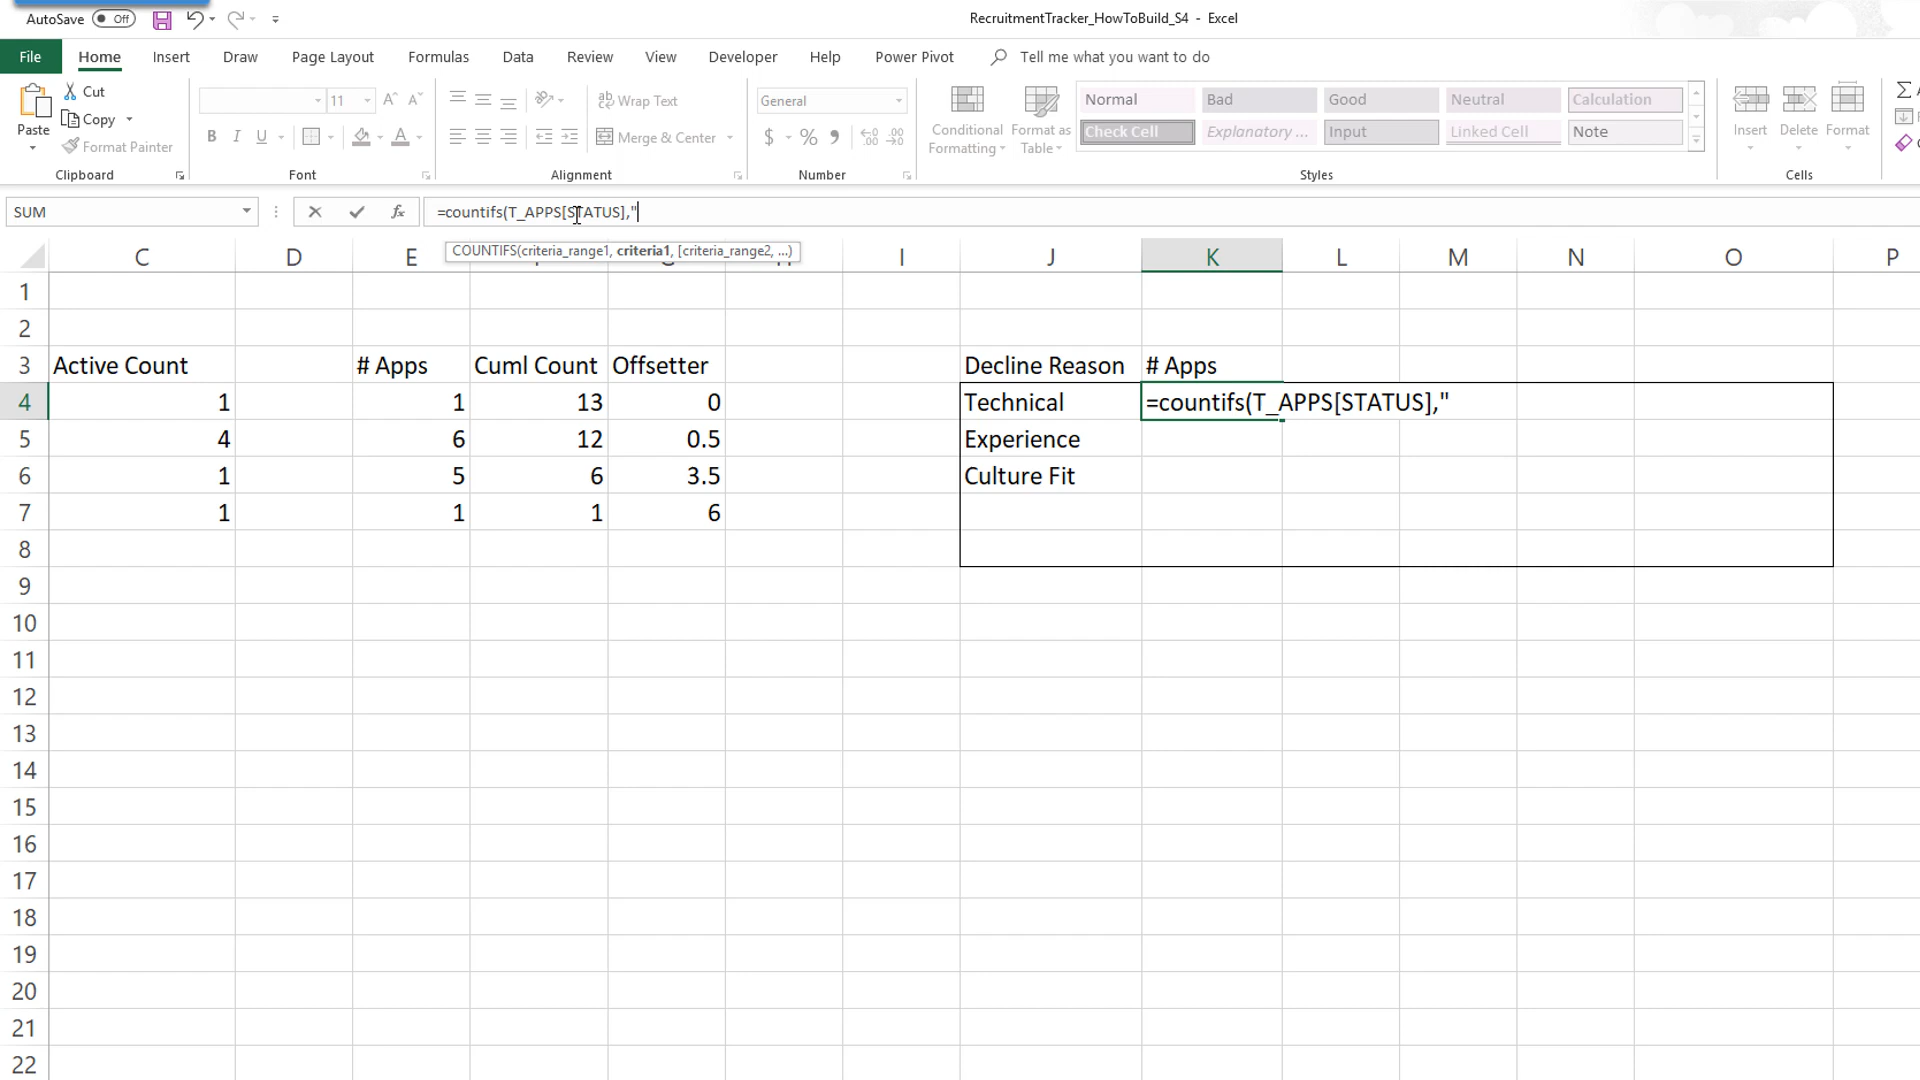 AutoSave Off
RecruitmentTracker_HowToBuild_S4 - Excel
File Home Insert Draw Page Layout Formulas Data Review View Developer Help Power Pivot Tell me what you want to do
Paste
Cut
Copy
Format Painter
Clipboard
11 A A
B I U A
Font
ab Wrap Text
Merge & Center
Alignment
General
$ % 9
Number
Conditional Formatting
Format as Table
Normal Bad Good Neutral Calculation
Check Cell Explanatory ... Input Linked Cell Note
Styles
Insert Delete Format
Cells
SUM fx =countifs(T_APPS[STATUS],"
COUNTIFS(criteria_range1, criteria1, [criteria_range2, ...)
C D E I J K L M N O P
1
2
3 Active Count # Apps Cuml Count Offsetter Decline Reason # Apps
4 1 1 13 0 Technical =countifs(T_APPS[STATUS],"
5 4 6 12 0.5 Experience
6 1 5 6 3.5 Culture Fit
7 1 1 1 6
8
9
10
11
12
13
14
15
16
17
18
19
20
21
22